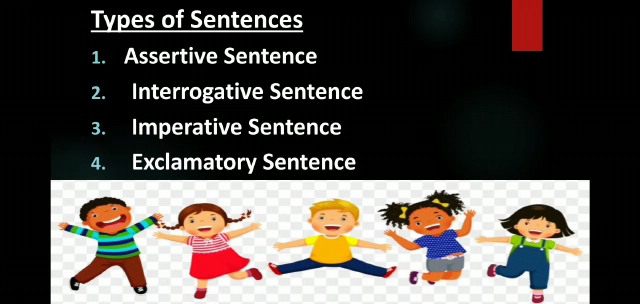 Types of Sentences
1. Assertive Sentence
2. Interrogative Sentence
3. Imperative Sentence
4. Exclamatory Sentence